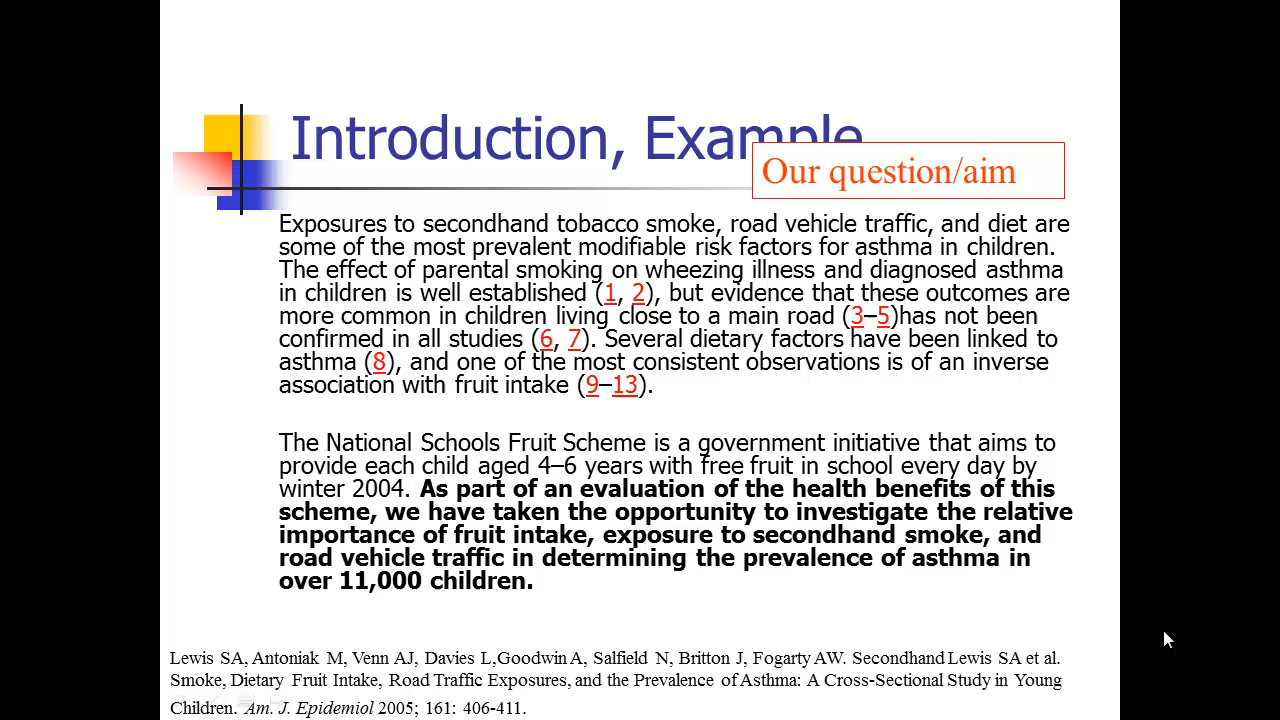 Introduction, Example
Our question/aim
Exposures to secondhand tobacco smoke, road vehicle traffic, and diet are
some of the most prevalent modifiable risk factors for asthma in children.
The effect of parental smoking on wheezing illness and diagnosed asthma
in children is well established (1, 2), but evidence that these outcomes are
more common in children living close to a main road (3–5)has not been
confirmed in all studies (6, 7). Several dietary factors have been linked to
asthma (8), and one of the most consistent observations is of an inverse
association with fruit intake (9–13).
The National Schools Fruit Scheme is a government initiative that aims to
provide each child aged 4–6 years with free fruit in school every day by
winter 2004. As part of an evaluation of the health benefits of this
scheme, we have taken the opportunity to investigate the relative
importance of fruit intake, exposure to secondhand smoke, and
road vehicle traffic in determining the prevalence of asthma in
over 11,000 children.
Lewis SA, Antoniak M, Venn AJ, Davies L,Goodwin A, Salfield N, Britton J, Fogarty AW. Secondhand Lewis SA et al.
Smoke, Dietary Fruit Intake, Road Traffic Exposures, and the Prevalence of Asthma: A Cross-Sectional Study in Young
Children. Am. J. Epidemiol 2005; 161: 406-411.